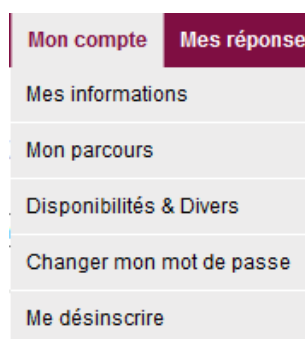 Mon compte Mes réponse
Mes informations
Mon parcours
Disponibilités & Divers
Changer mon mot de passe
Me désinscrire